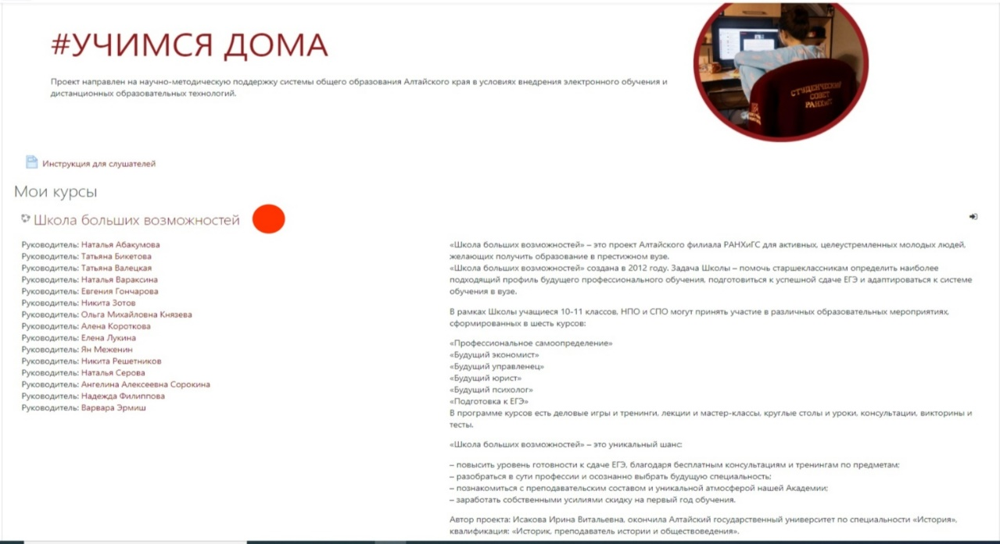 #УЧИМСЯ ДОМА
Проект направлен на научно-методическую поддержку системы общего образования Алтайского края в условиях внедрения электронного обучения и
дистанционных образовательных технологий.
СТУДЕНЧЕСКИЙ
СОВЕТ
РАНХиГС
Инструкция для слушателей
Мои курсы
Школа больших возможностей
Руководитель: Наталья Абакумова
Руководитель: Татьяна Бикетова
Руководитель: Татьяна Валецкая
Руководитель: Наталья Вараксина
Руководитель: Евгения Гончарова
Руководитель: Никита Зотов
Руководитель: Ольга Михайловна Князева
Руководитель: Алена Короткова
Руководитель: Елена Лукина
Руководитель: Ян Меженин
Руководитель: Никита Решетников
Руководитель: Наталья Серова
Руководитель: Ангелина Алексеевна Сорокина
Руководитель: Надежда Филиппова
Руководитель: Варвара Эрмиш
«Школа больших возможностей» – это проект Алтайского филиала РАНХиГС для активных, целеустремленных молодых людей,
желающих получить образование в престижном вузе.
«Школа больших возможностей» создана в 2012 году. Задача Школы – помочь старшеклассникам определить наиболее
подходящий профиль будущего профессионального обучения, подготовиться к успешной сдаче ЕГЭ и адаптироваться к системе
обучения в вузе.
В рамках Школы учащиеся 10-11 классов, НПО и СПО могут принять участие в различных образовательных мероприятиях,
сформированных в шесть курсов:
«Профессиональное самоопределение»
«Будущий экономист»
«Будущий управленец»
«Будущий юрист»
«Будущий психолог»
«Подготовка к ЕГЭ»
В программе курсов есть деловые игры и тренинги, лекции и мастер-классы, круглые столы и уроки, консультации, викторины и
тесты.
«Школа больших возможностей» – это уникальный шанс:
– повысить уровень готовности к сдаче ЕГЭ, благодаря бесплатным консультациям и тренингам по предметам;
– разобраться в сути профессии и осознанно выбрать будущую специальность;
– познакомиться с преподавательским составом и уникальной атмосферой нашей Академии;
– заработать собственными усилиями скидку на первый год обучения.
Автор проекта: Исакова Ирина Витальевна, окончила Алтайский государственный университет по специальности «История»,
квалификация: «Историк, преподаватель истории и обществоведения».